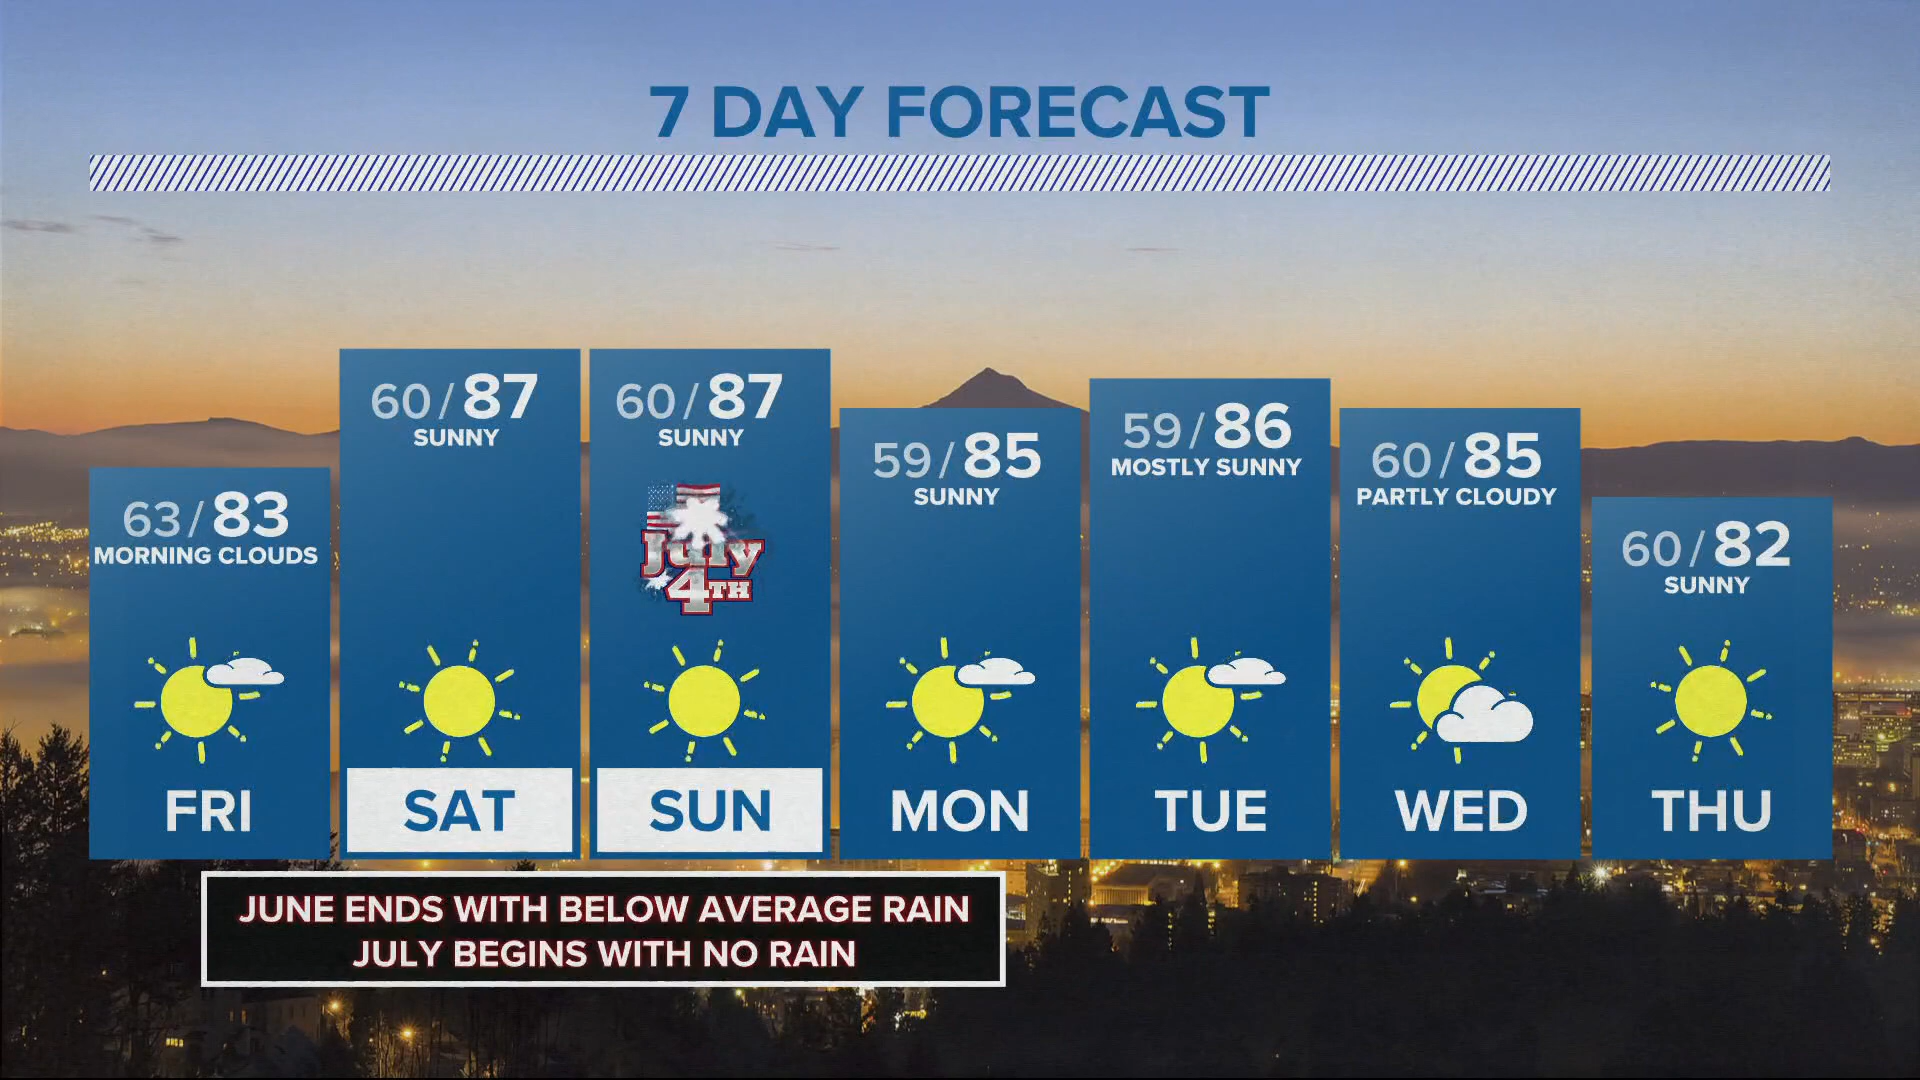 7 DAY FORECAST
63/83
MORNING CLOUDS
FRI
60/87
SUNNY
SAT
60/87
SUNNY
July
4TH
SUN
59/85
SUNNY
MON
59/86
MOSTLY SUNNY
TUE
60/85
PARTLY CLOUDY
WED
60/82
SUNNY
THU
JUNE ENDS WITH BELOW AVERAGE RAIN
JULY BEGINS WITH NO RAIN